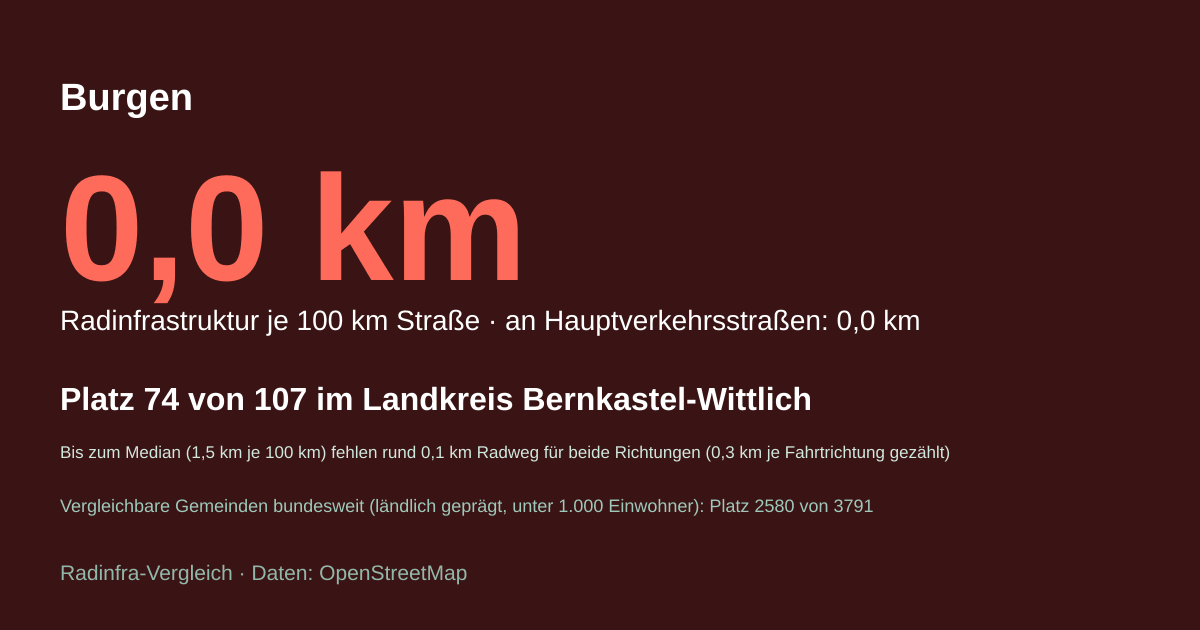 Burgen
0,0 km
Radinfrastruktur je 100 km Straße · an Hauptverkehrsstraßen: 0,0 km
Platz 74 von 107 im Landkreis Bernkastel-Wittlich
Bis zum Median (1,5 km je 100 km) fehlen rund 0,1 km Radweg für beide Richtungen (0,3 km je Fahrtrichtung gezählt)
Vergleichbare Gemeinden bundesweit (ländlich geprägt, unter 1.000 Einwohner): Platz 2580 von 3791
Radinfra-Vergleich · Daten: OpenStreetMap